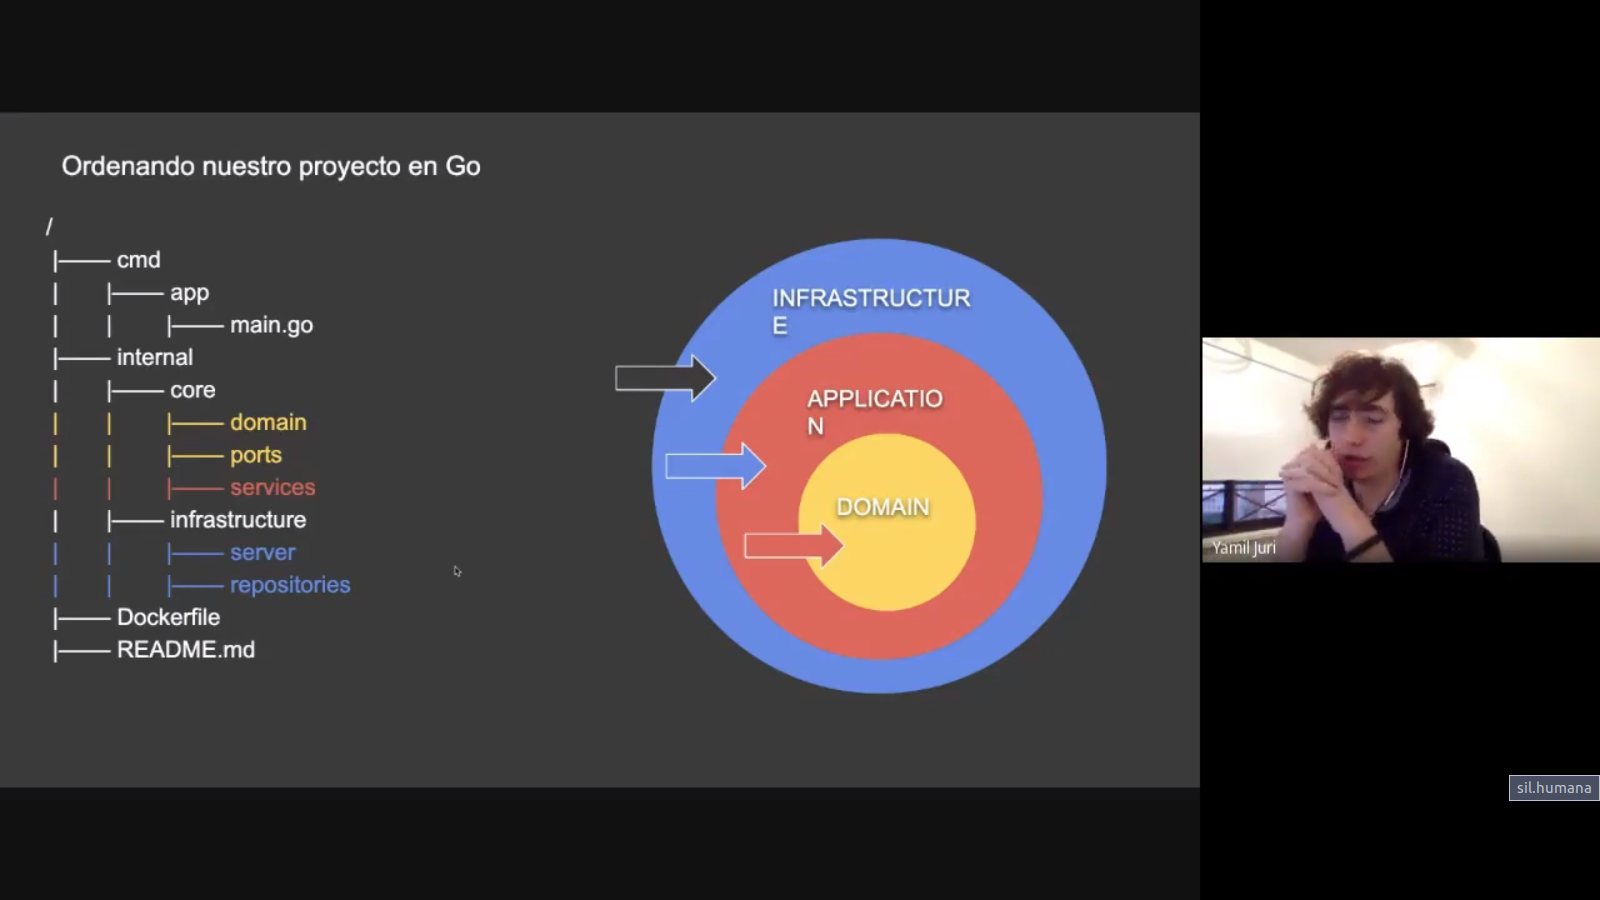 Ordenando nuestro proyecto en Go
/
|—— cmd
| |—— app
| | |—— main.go
|—— internal
| |—— core
| | |—— domain
| | |—— ports
| | |—— services
| |—— infrastructure
| | |—— server
| | |—— repositories
|—— Dockerfile
|—— README.md
INFRASTRUCTUR
E
APPLICATIO
N
DOMAIN
Yamil Juri
sil.humana